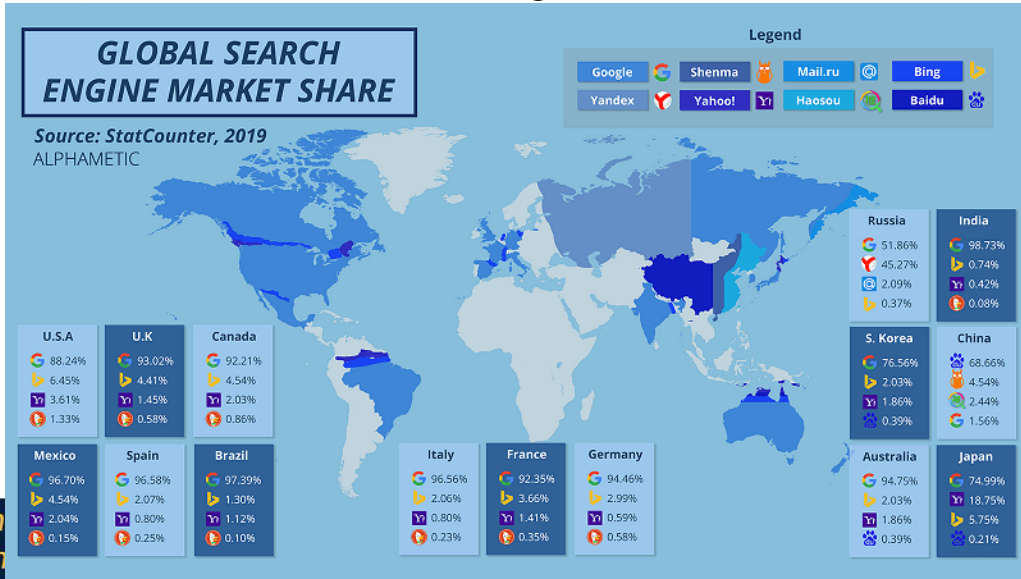 GLOBAL SEARCH
ENGINE MARKET SHARE
Source: StatCounter, 2019
ALPHAMETIC
Legend
Google Shenma Mail.ru Bing
Yandex Yahoo! Haosou Baidu
Russia
51.86%
45.27%
2.09%
0.37%
India
98.73%
0.74%
0.42%
0.08%
U.S.A
88.24%
6.45%
3.61%
1.33%
U.K
93.02%
4.41%
1.45%
0.58%
Canada
92.21%
4.54%
2.03%
0.86%
S. Korea
76.56%
2.03%
1.86%
0.39%
China
68.66%
4.54%
2.44%
1.56%
Mexico
96.70%
4.54%
2.04%
0.15%
Spain
96.58%
2.07%
0.80%
0.25%
Brazil
97.39%
1.30%
1.12%
0.10%
Italy
96.56%
2.06%
0.80%
0.23%
France
92.35%
3.66%
1.41%
0.35%
Germany
94.46%
2.99%
0.59%
0.58%
Australia
94.75%
2.03%
1.86%
0.39%
Japan
74.99%
18.75%
5.75%
0.21%